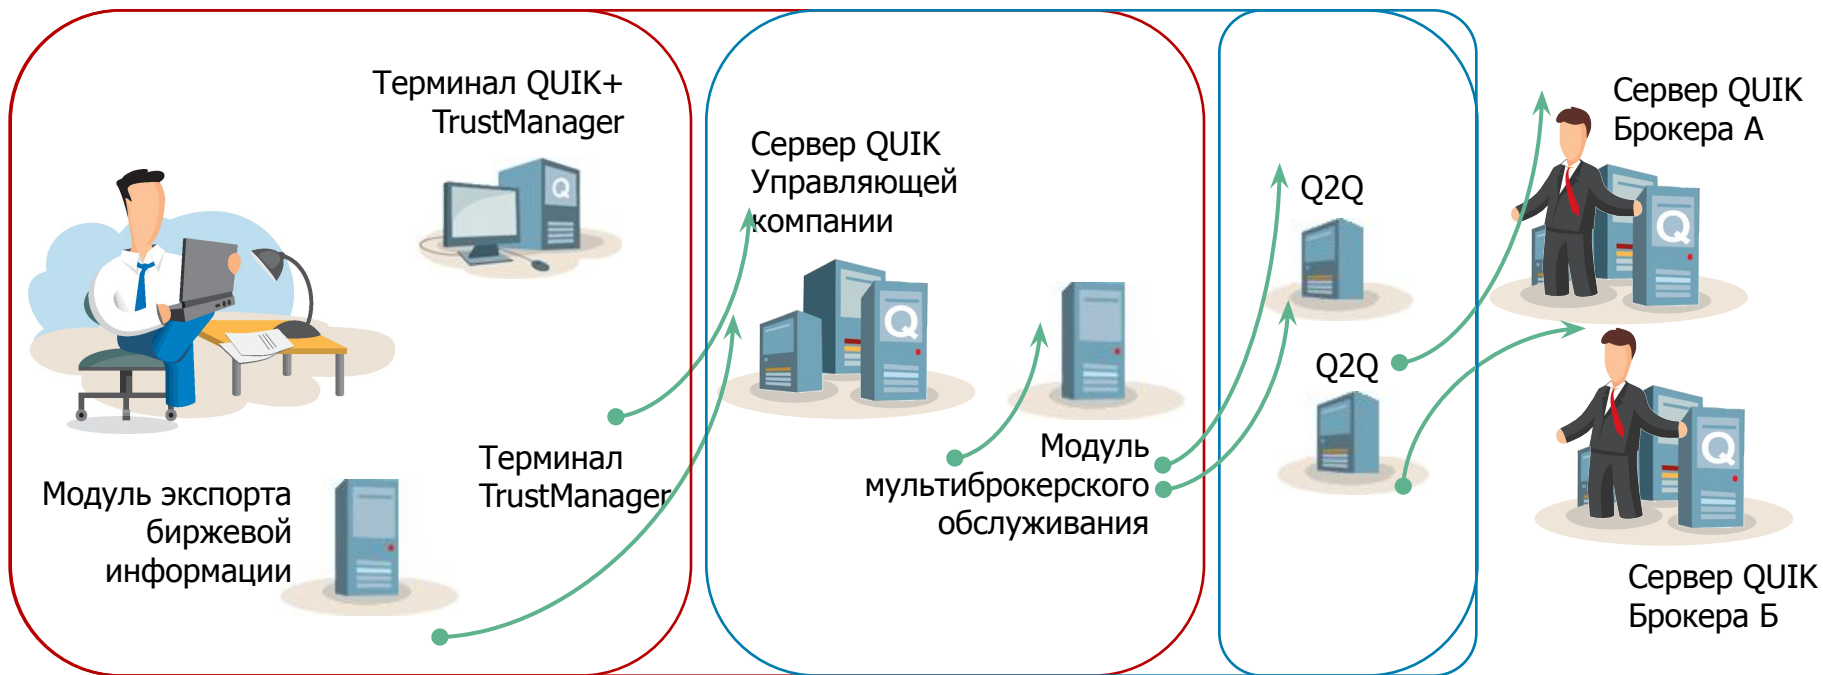 Терминал QUIK+
TrustManager
Q
Модуль экспорта
биржевой
информации
Терминал
TrustManager
Сервер QUIK
Управляющей
компании
Q
Модуль
мультиброкерского
обслуживания
Q2Q
Q2Q
Сервер QUIK
Брокера А
Q
Q
Сервер QUIK
Брокера Б